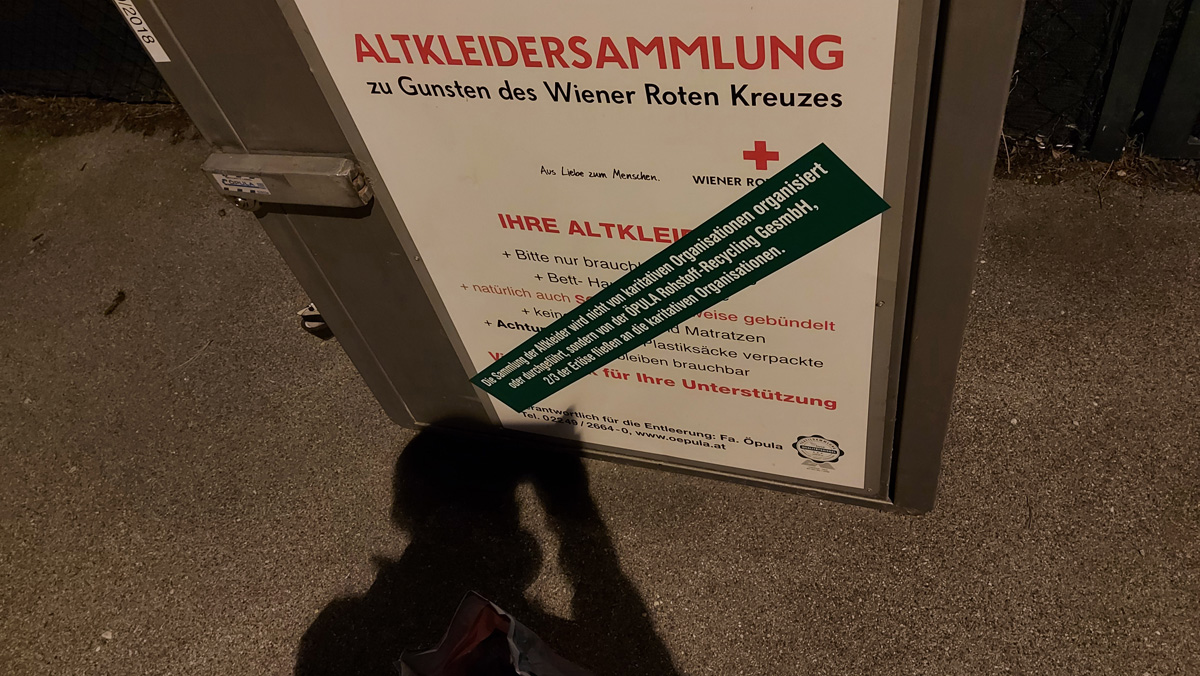 /2018
ALTKLEIDERSAMMLUNG
zu Gunsten des Wiener Roten Kreuzes
Aus Liebe zum Menschen.
WIENER RO
IHRE ALTKLEI
+ Bitte nur brauchb
+ Bett- Ha
+ natürlich auch weise gebündelt
+ kein d Matratzen
+ Achtu Plastiksäcke verpackte
bleiben brauchbar
für Ihre Unterstützung
Die Sammlung der Altkleider wird nicht von karitativen Organisationen organisiert
oder durchgeführt, sondern von der ÖPULA Rohstoff-Recycling GesmbH,
2/3 der Erlöse fließen an die karitativen Organisationen.
erantwortlich für die Entleerung: Fa. Öpula
Tel. 02249 / 2664-0, www.oepula.at